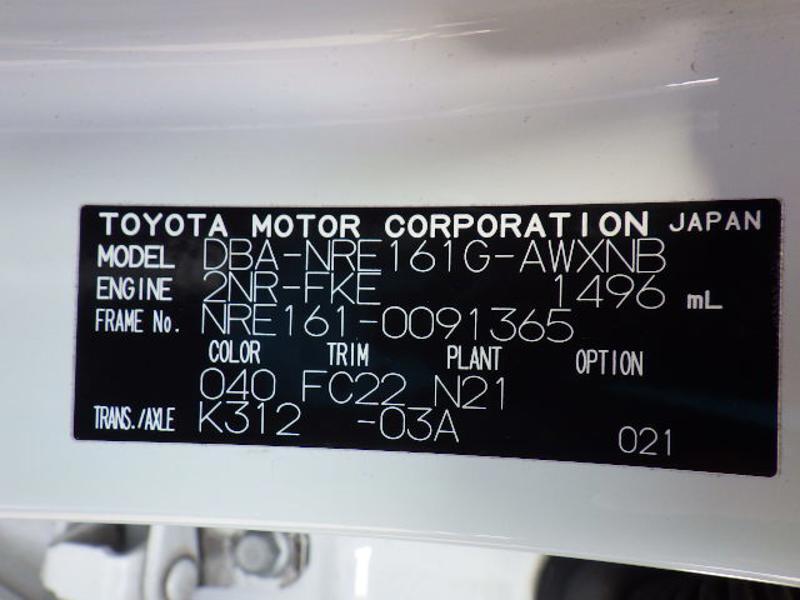 TOYOTA MOTOR CORPORATION JAPAN
MODEL DBA-NRE161G-AWXNB
ENGINE 2NR-FKE 1496 mL
FRAME No. NRE161-0091365
COLOR TRIM PLANT OPTION
040 FC22 N21
TRANS./AXLE K312 -03A 021